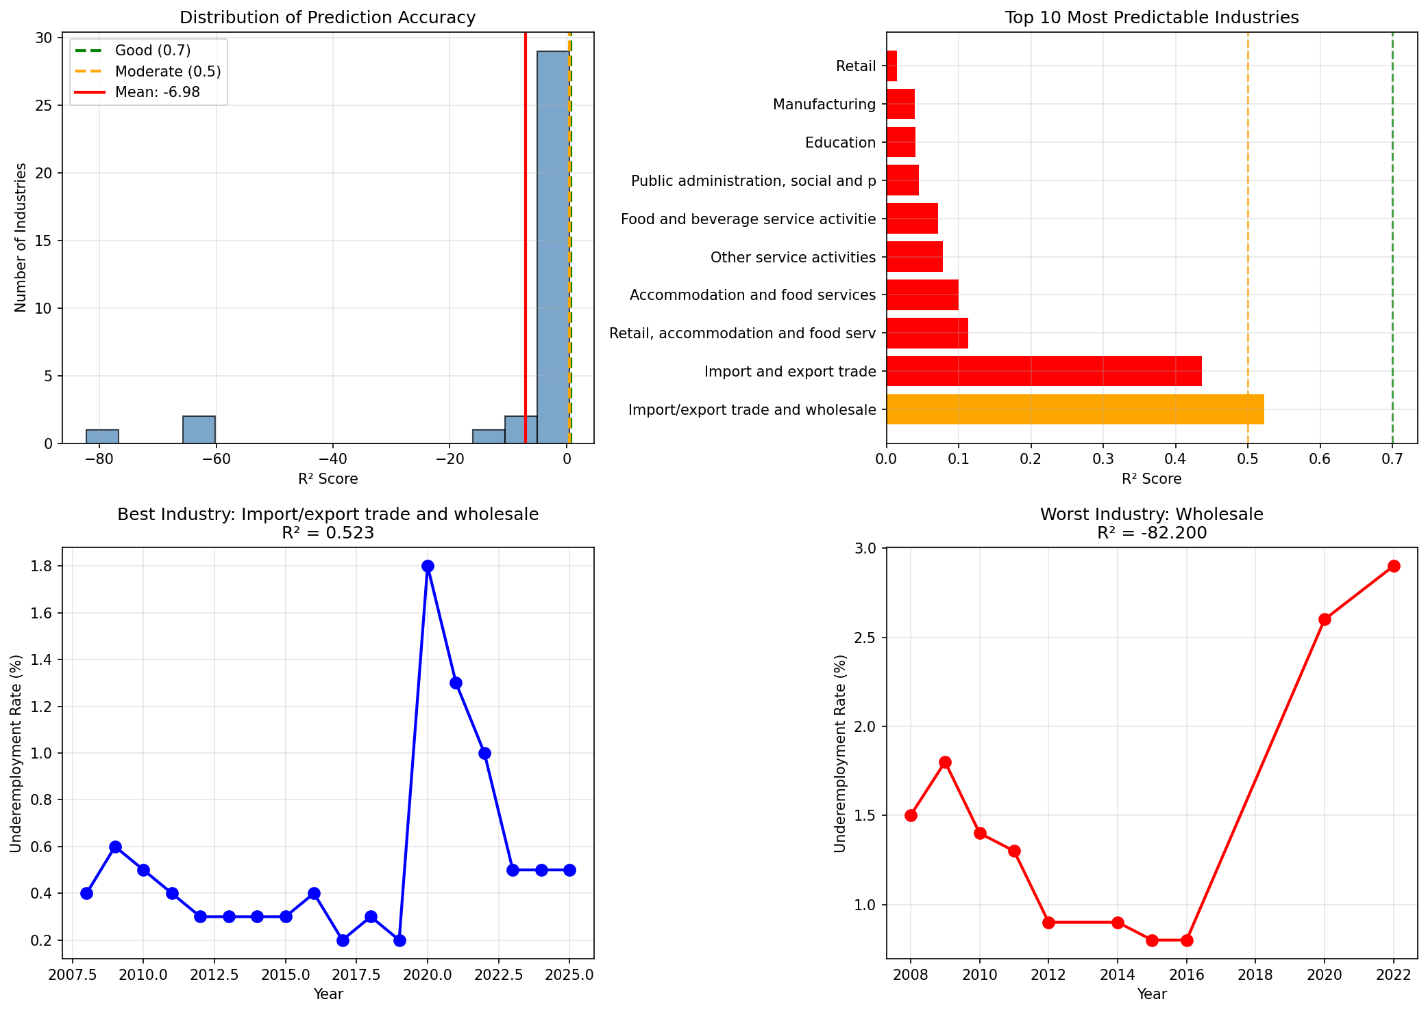 Distribution of Prediction Accuracy
Good (0.7)
Moderate (0.5)
Mean: -6.98
Number of Industries
30
25
20
15
10
5
0
−80
−60
−40
−20
0
R² Score
Top 10 Most Predictable Industries
Retail
Manufacturing
Education
Public administration, social and p
Food and beverage service activitie
Other service activities
Accommodation and food services
Retail, accommodation and food serv
Import and export trade
Import/export trade and wholesale
0.0
0.1
0.2
0.3
0.4
0.5
0.6
0.7
R² Score
Best Industry: Import/export trade and wholesale
R² = 0.523
Underemployment Rate (%)
1.8
1.6
1.4
1.2
1.0
0.8
0.6
0.4
0.2
2007.5
2010.0
2012.5
2015.0
2017.5
2020.0
2022.5
2025.0
Year
Worst Industry: Wholesale
R² = -82.200
Underemployment Rate (%)
3.0
2.5
2.0
1.5
1.0
2008
2010
2012
2014
2016
2018
2020
2022
Year